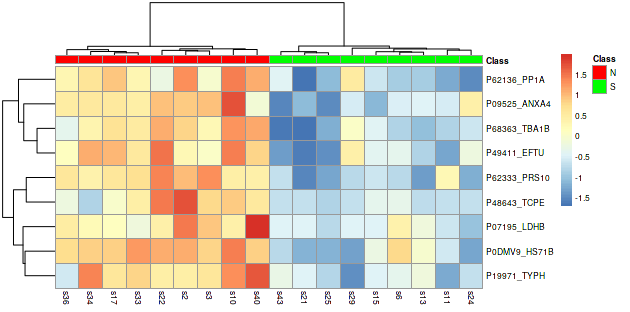 Class
P62136_PP1A
P09525_ANXA4
P68363_TBA1B
P49411_EFTU
P62333_PRS10
P48643_TCPE
P07195_LDHB
P0DMV9_HS71B
P19971_TYPH
s36
s34
s17
s33
s22
s2
s3
s10
s40
s43
s21
s25
s29
s15
s6
s13
s11
s24
1.5
1
0.5
0
-0.5
-1
-1.5
Class
N
S